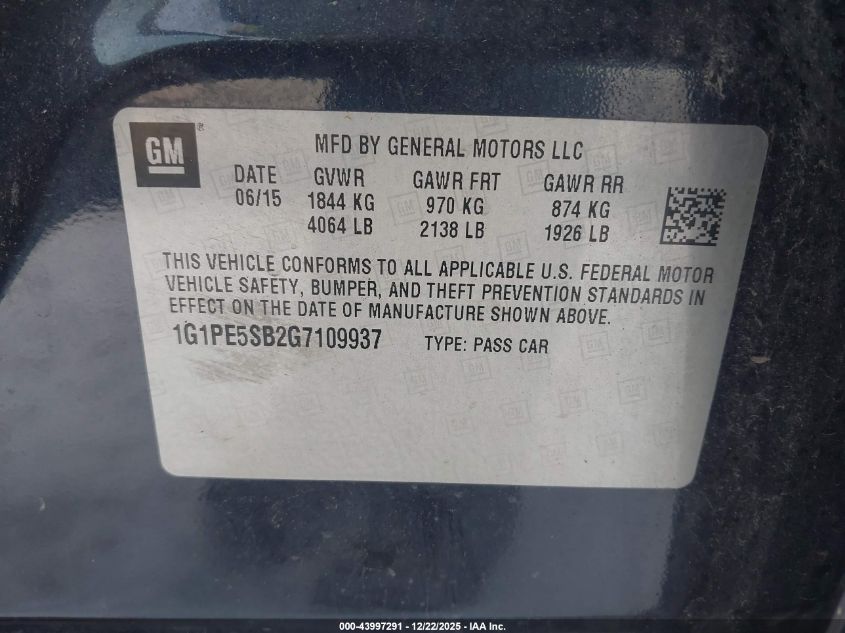 GM®
MFD BY GENERAL MOTORS LLC
DATE GVWR GAWR FRT GAWR RR
06/15 1844 KG 970 KG 874 KG
4064 LB 2138 LB 1926 LB
THIS VEHICLE CONFORMS TO ALL APPLICABLE U.S. FEDERAL MOTOR
VEHICLE SAFETY, BUMPER, AND THEFT PREVENTION STANDARDS IN
EFFECT ON THE DATE OF MANUFACTURE SHOWN ABOVE.
1G1PE5SB2G7109937 TYPE: PASS CAR
000-43997291 - 12/22/2025 - IAA Inc.